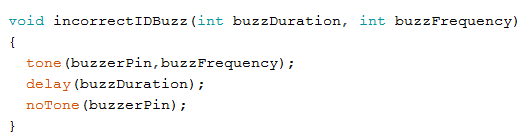 void incorrectIDBuzz(int buzzDuration, int buzzFrequency)
{
  tone(buzzerPin,buzzFrequency);
  delay(buzzDuration);
  noTone(buzzerPin);
}